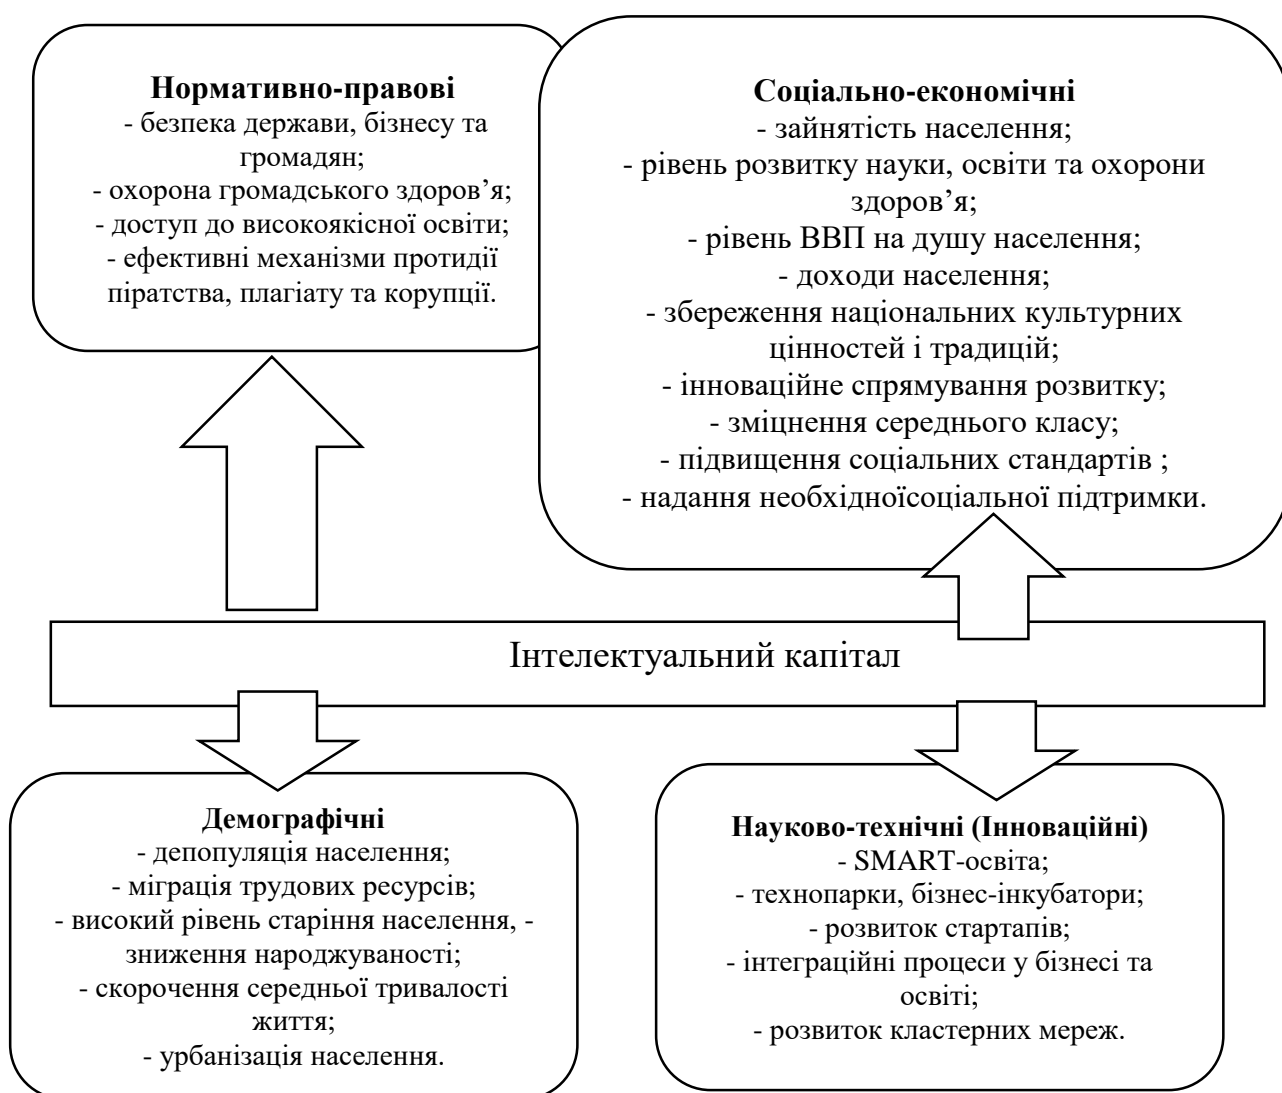 Нормативно-правові
- безпека держави, бізнесу та
громадян;
- охорона громадського здоров’я;
- доступ до високоякісної освіти;
- ефективні механізми протидії
піратства, плагіату та корупції.
Соціально-економічні
- зайнятість населення;
- рівень розвитку науки, освіти та охорони
здоров’я;
- рівень ВВП на душу населення;
- доходи населення;
- збереження національних культурних
цінностей і традицій;
- інноваційне спрямування розвитку;
- зміцнення середнього класу;
- підвищення соціальних стандартів ;
- надання необхідноїсоціальної підтримки.
Інтелектуальний капітал
Демографічні
- депопуляція населення;
- міграція трудових ресурсів;
- високий рівень старіння населення, -
зниження народжуваності;
- скорочення середньої тривалості
життя;
- урбанізація населення.
Науково-технічні (Інноваційні)
- SMART-освіта;
- технопарки, бізнес-інкубатори;
- розвиток стартапів;
- інтеграційні процеси у бізнесі та
освіті;
- розвиток кластерних мереж.